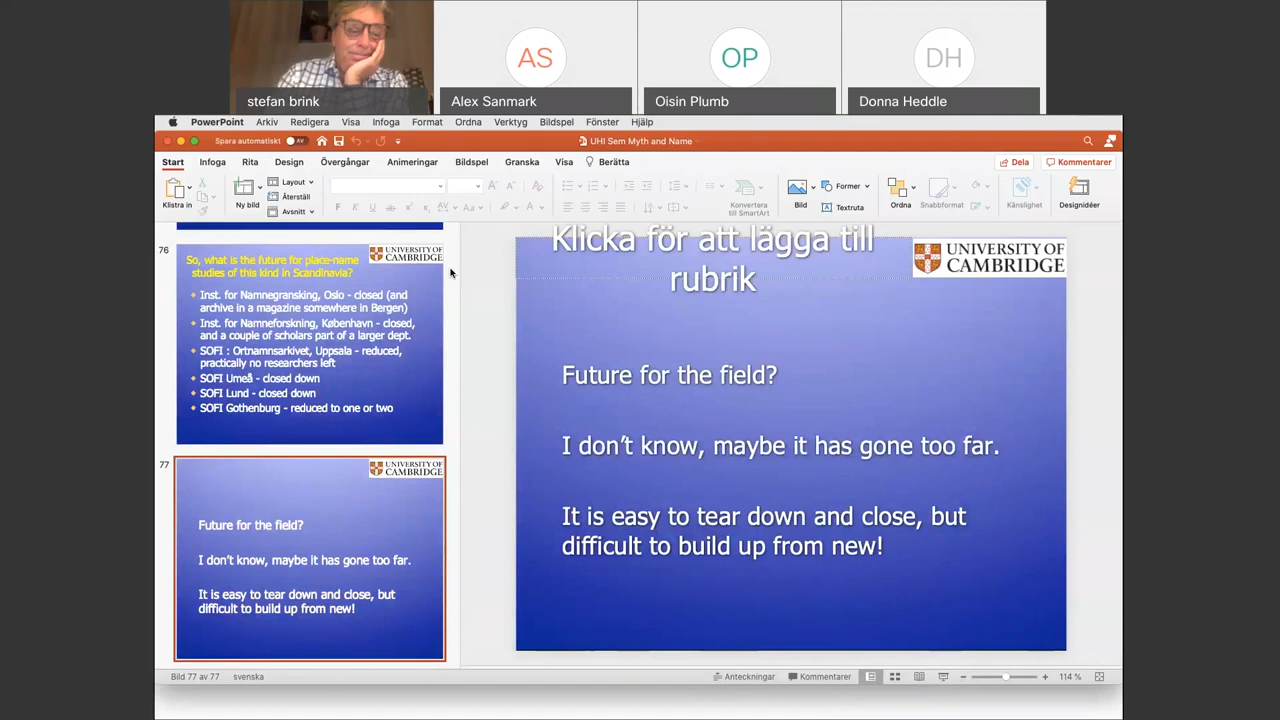 AS
OP
DH
stefan brink
Alex Sanmark
Oisin Plumb
Donna Heddle
PowerPoint Arkiv Redigera Visa Infoga Format Ordna Verktyg Bildspel Fönster Hjälp
Spara automatiskt AV
UHI Sem Myth and Name
Start Infoga Rita Design Övergångar Animeringar Bildspel Granska Visa Berätta
Dela Kommentarer
Klistra in
Ny bild
Layout
Återställ
Avsnitt
F K U
Konvertera
till SmartArt
Bild
Former
Textruta
Ordna
Snabbformat
Känslighet
Designidéer
76
So, what is the future for place-name
studies of this kind in Scandinavia?
UNIVERSITY OF
CAMBRIDGE
Inst. for Namnegransking, Oslo - closed (and
archive in a magazine somewhere in Bergen)
Inst. for Namneforskning, København - closed,
and a couple of scholars part of a larger dept.
SOFI : Ortnamnsarkivet, Uppsala - reduced,
practically no researchers left
SOFI Umeå - closed down
SOFI Lund - closed down
SOFI Gothenburg - reduced to one or two
77
UNIVERSITY OF
CAMBRIDGE
Future for the field?
I don't know, maybe it has gone too far.
It is easy to tear down and close, but
difficult to build up from new!
Klicka för att lägga till
rubrik
UNIVERSITY OF
CAMBRIDGE
Future for the field?
I don't know, maybe it has gone too far.
It is easy to tear down and close, but
difficult to build up from new!
Bild 77 av 77 svenska
Anteckningar Kommentarer 114 %